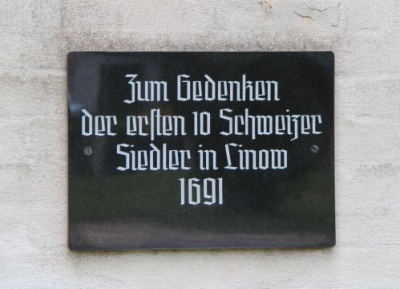 Zum Gedenken
der ersten 10 Schweizer
Siedler in Linow
1691